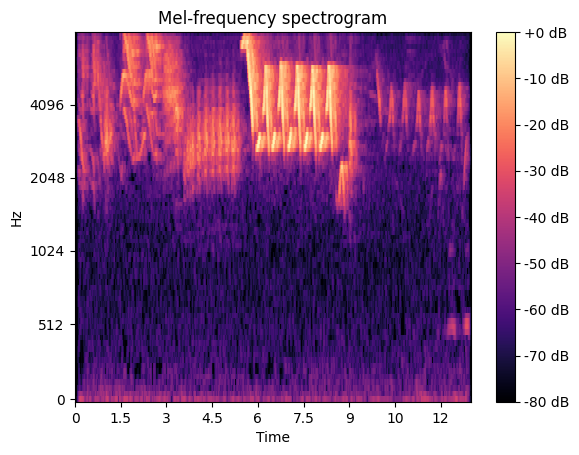 Mel-frequency spectrogram
+0 dB
-10 dB
-20 dB
-30 dB
-40 dB
-50 dB
-60 dB
-70 dB
-80 dB
Hz
4096
2048
1024
512
0
0 1.5 3 4.5 6 7.5 9 10 12
Time